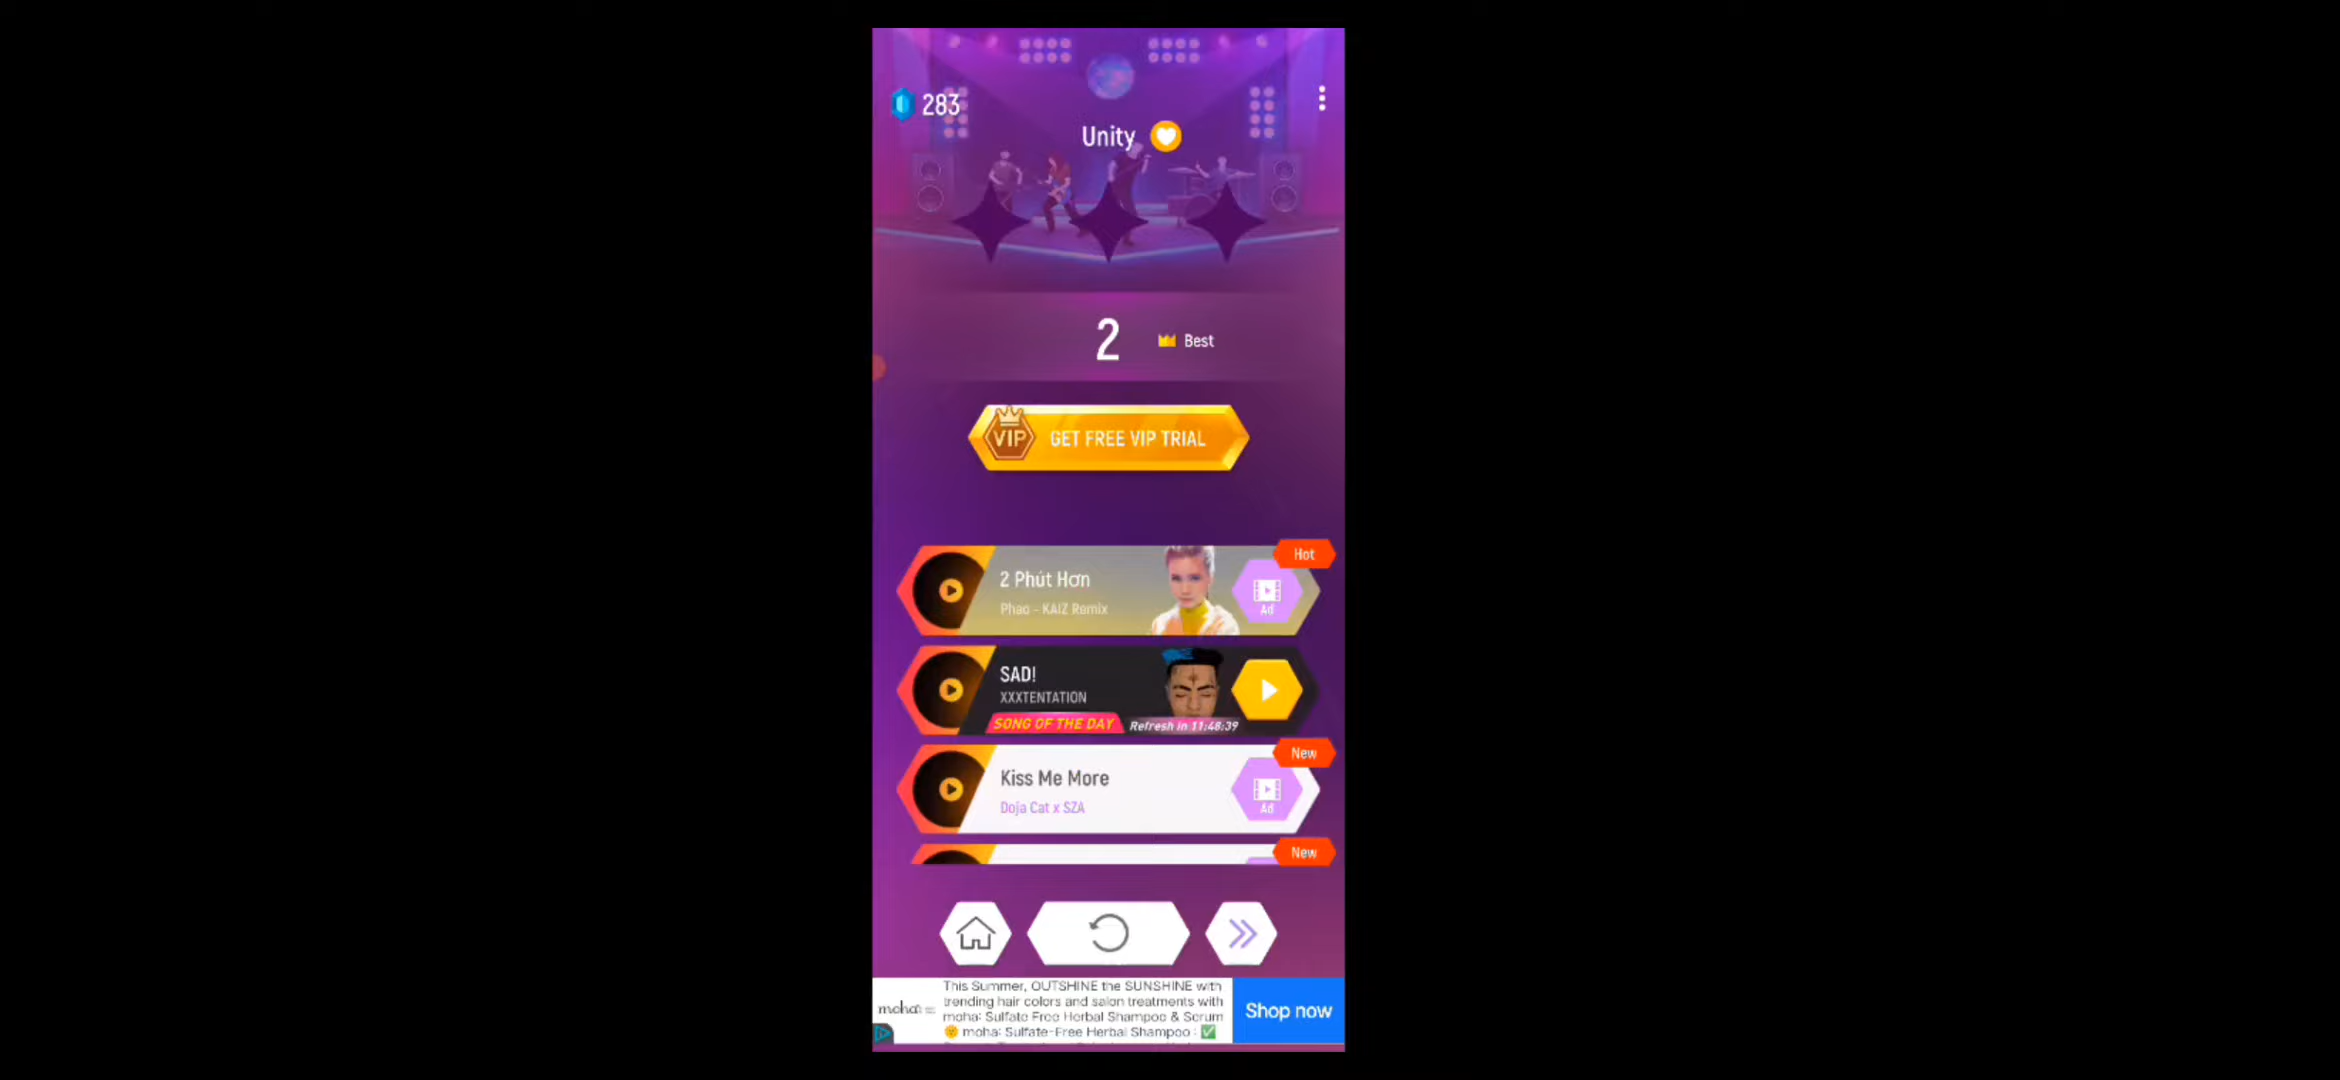 283
Unity
2 Best
VIP GET FREE VIP TRIAL
Hot
2 Phút Hơn
Phao - KAIZ Remix
Ad
SAD!
XXXTENTATION
SONG OF THE DAY Refresh in 11:48:39
New
Kiss Me More
Doja Cat x SZA
Ad
New
This Summer, OUTSHINE the SUNSHINE with
trending hair colors and salon treatments with
moha: Sulfate Free Herbal Shampoo & Serum
🌞 moha: Sulfate-Free Herbal Shampoo : ✅
moha:
Shop now